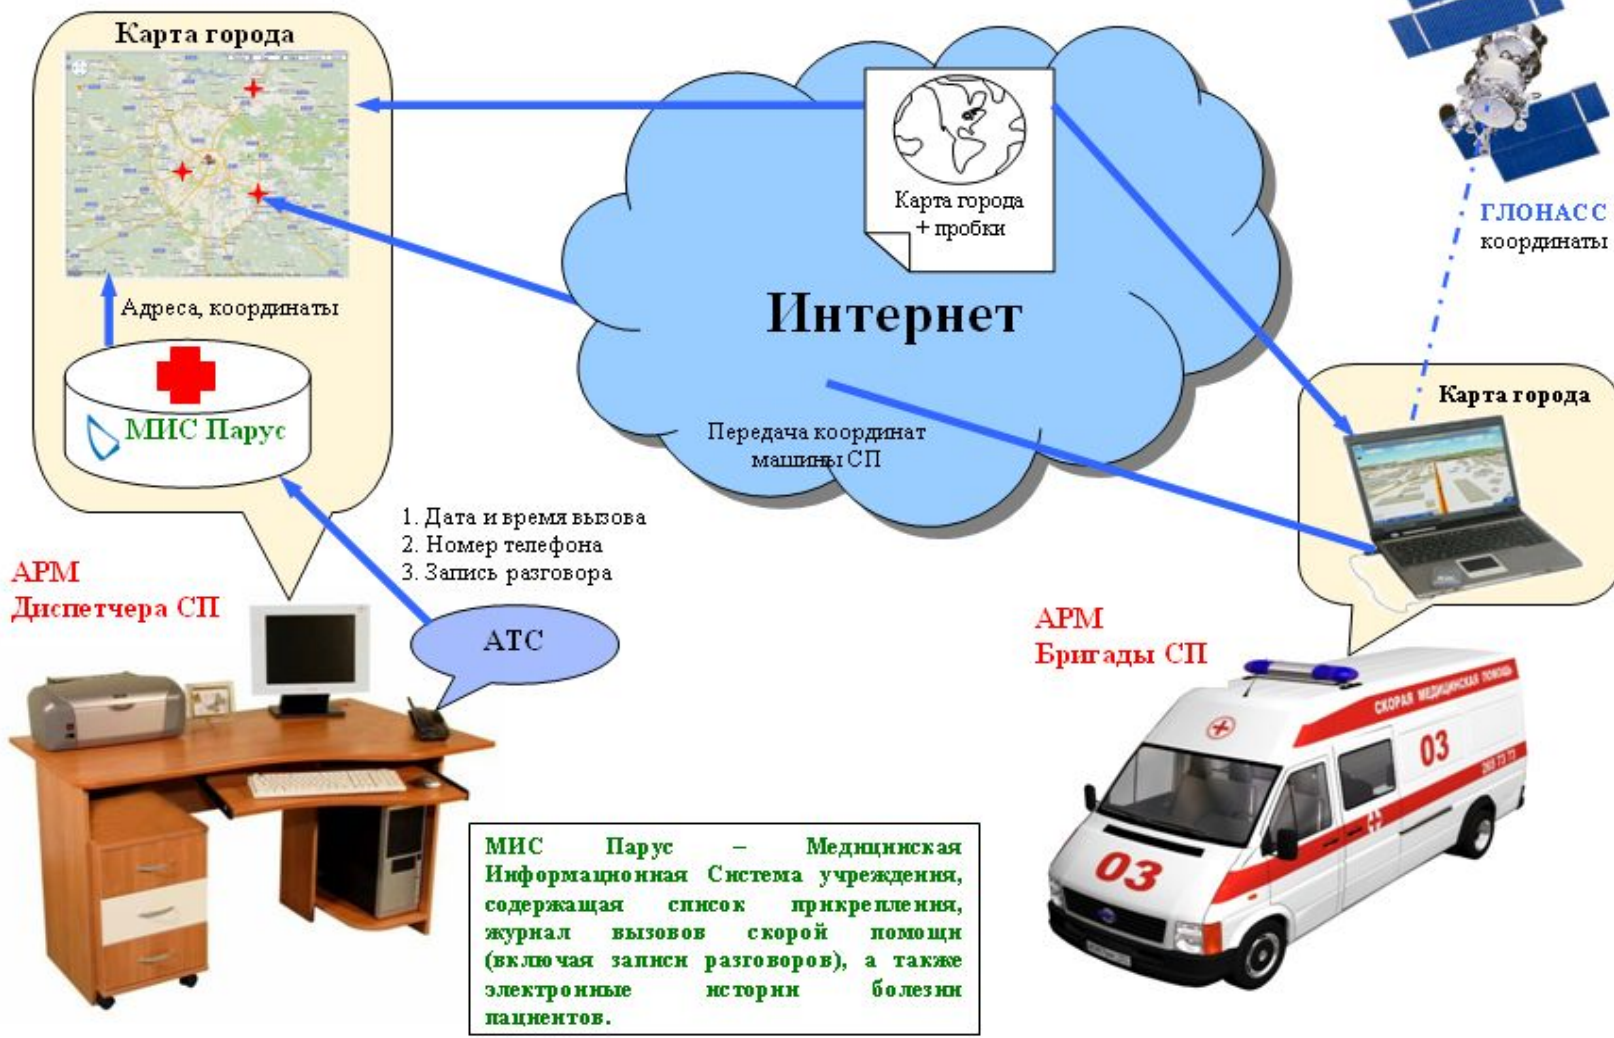 Карта города
Карта города
+ пробки
ГЛОНАСС
координаты
Интернет
Адреса, координаты
МИС Парус
Карта города
Передача координат
машины СП
1. Дата и время вызова
2. Номер телефона
3. Запись разговора
АРМ
Диспетчера СП
АТС
АРМ
Бригады СП
СКОРАЯ МЕДИЦИНСКАЯ ПОМОЩЬ
03
03
МИС Парус – Медицинская
Информационная Система учреждения,
содержащая список прикрепления,
журнал вызовов скорой помощи
(включая записи разговоров), а также
электронные истории болезни
пациентов.